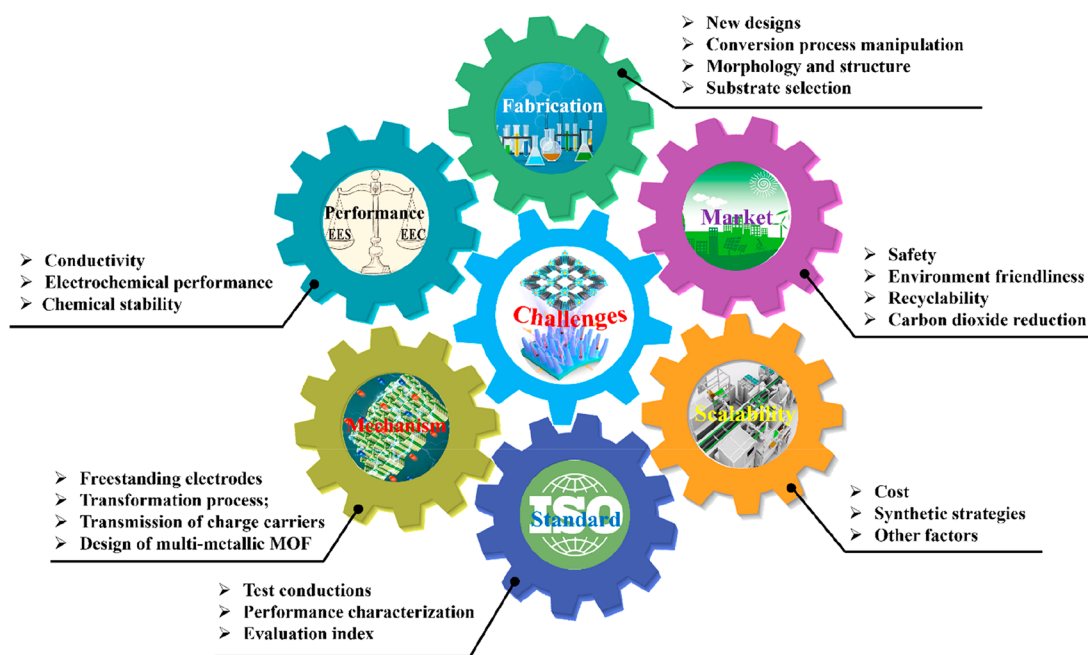 New designs
Conversion process manipulation
Morphology and structure
Substrate selection
Fabrication
Performance
EES
EEC
Conductivity
Electrochemical performance
Chemical stability
Market
Safety
Environment friendliness
Recyclability
Carbon dioxide reduction
Challenges
Mechanism
Freestanding electrodes
Transformation process;
Transmission of charge carriers
Design of multi-metallic MOF
Scalability
Cost
Synthetic strategies
Other factors
ISO
Standard
Test conductions
Performance characterization
Evaluation index